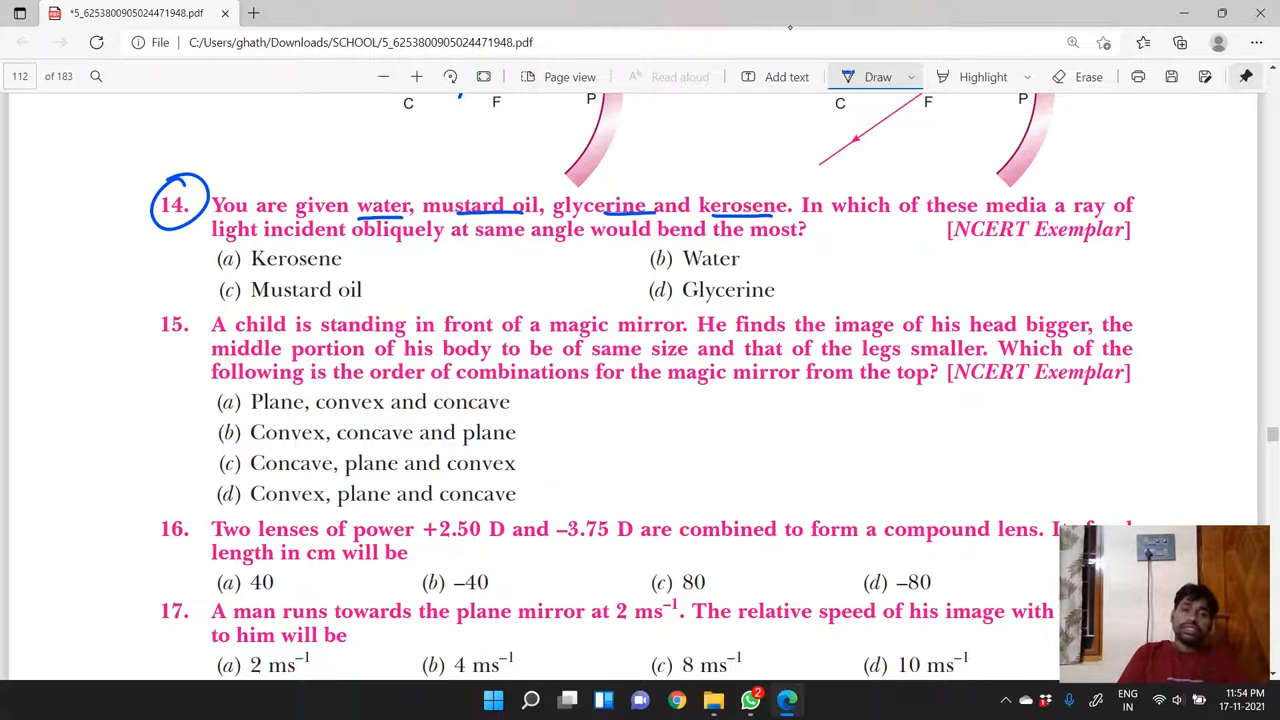 *5_6253800905024471948.pdf
File C:/Users/ghath/Downloads/SCHOOL/5_6253800905024471948.pdf
112 of 183 Page view Read aloud Add text Draw Highlight Erase
C F P C F P
14. You are given water, mustard oil, glycerine and kerosene. In which of these media a ray of
light incident obliquely at same angle would bend the most? [NCERT Exemplar]
(a) Kerosene (b) Water
(c) Mustard oil (d) Glycerine
15. A child is standing in front of a magic mirror. He finds the image of his head bigger, the
middle portion of his body to be of same size and that of the legs smaller. Which of the
following is the order of combinations for the magic mirror from the top? [NCERT Exemplar]
(a) Plane, convex and concave
(b) Convex, concave and plane
(c) Concave, plane and convex
(d) Convex, plane and concave
16. Two lenses of power +2.50 D and –3.75 D are combined to form a compound lens.
length in cm will be
(a) 40 (b) –40 (c) 80 (d) –80
17. A man runs towards the plane mirror at 2 ms⁻¹. The relative speed of his image with
to him will be
(a) 2 ms⁻¹ (b) 4 ms⁻¹ (c) 8 ms⁻¹ (d) 10 ms⁻¹
2 ENG 11:54 PM
IN 17-11-2021